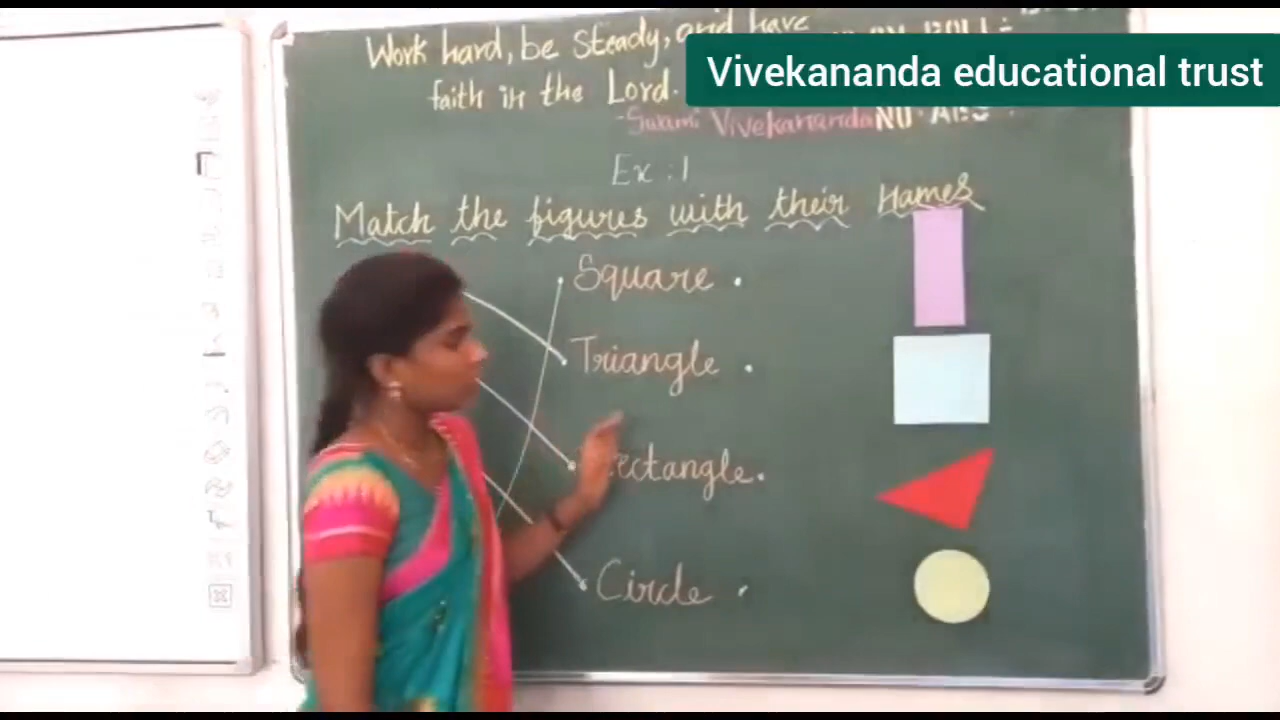 Work hard, be steady, and have
faith in the Lord.
Vivekananda educational trust
-Swami Vivekananda
Ex : 1
Match the figures with their Names
Square .
Triangle .
Rectangle.
Circle .